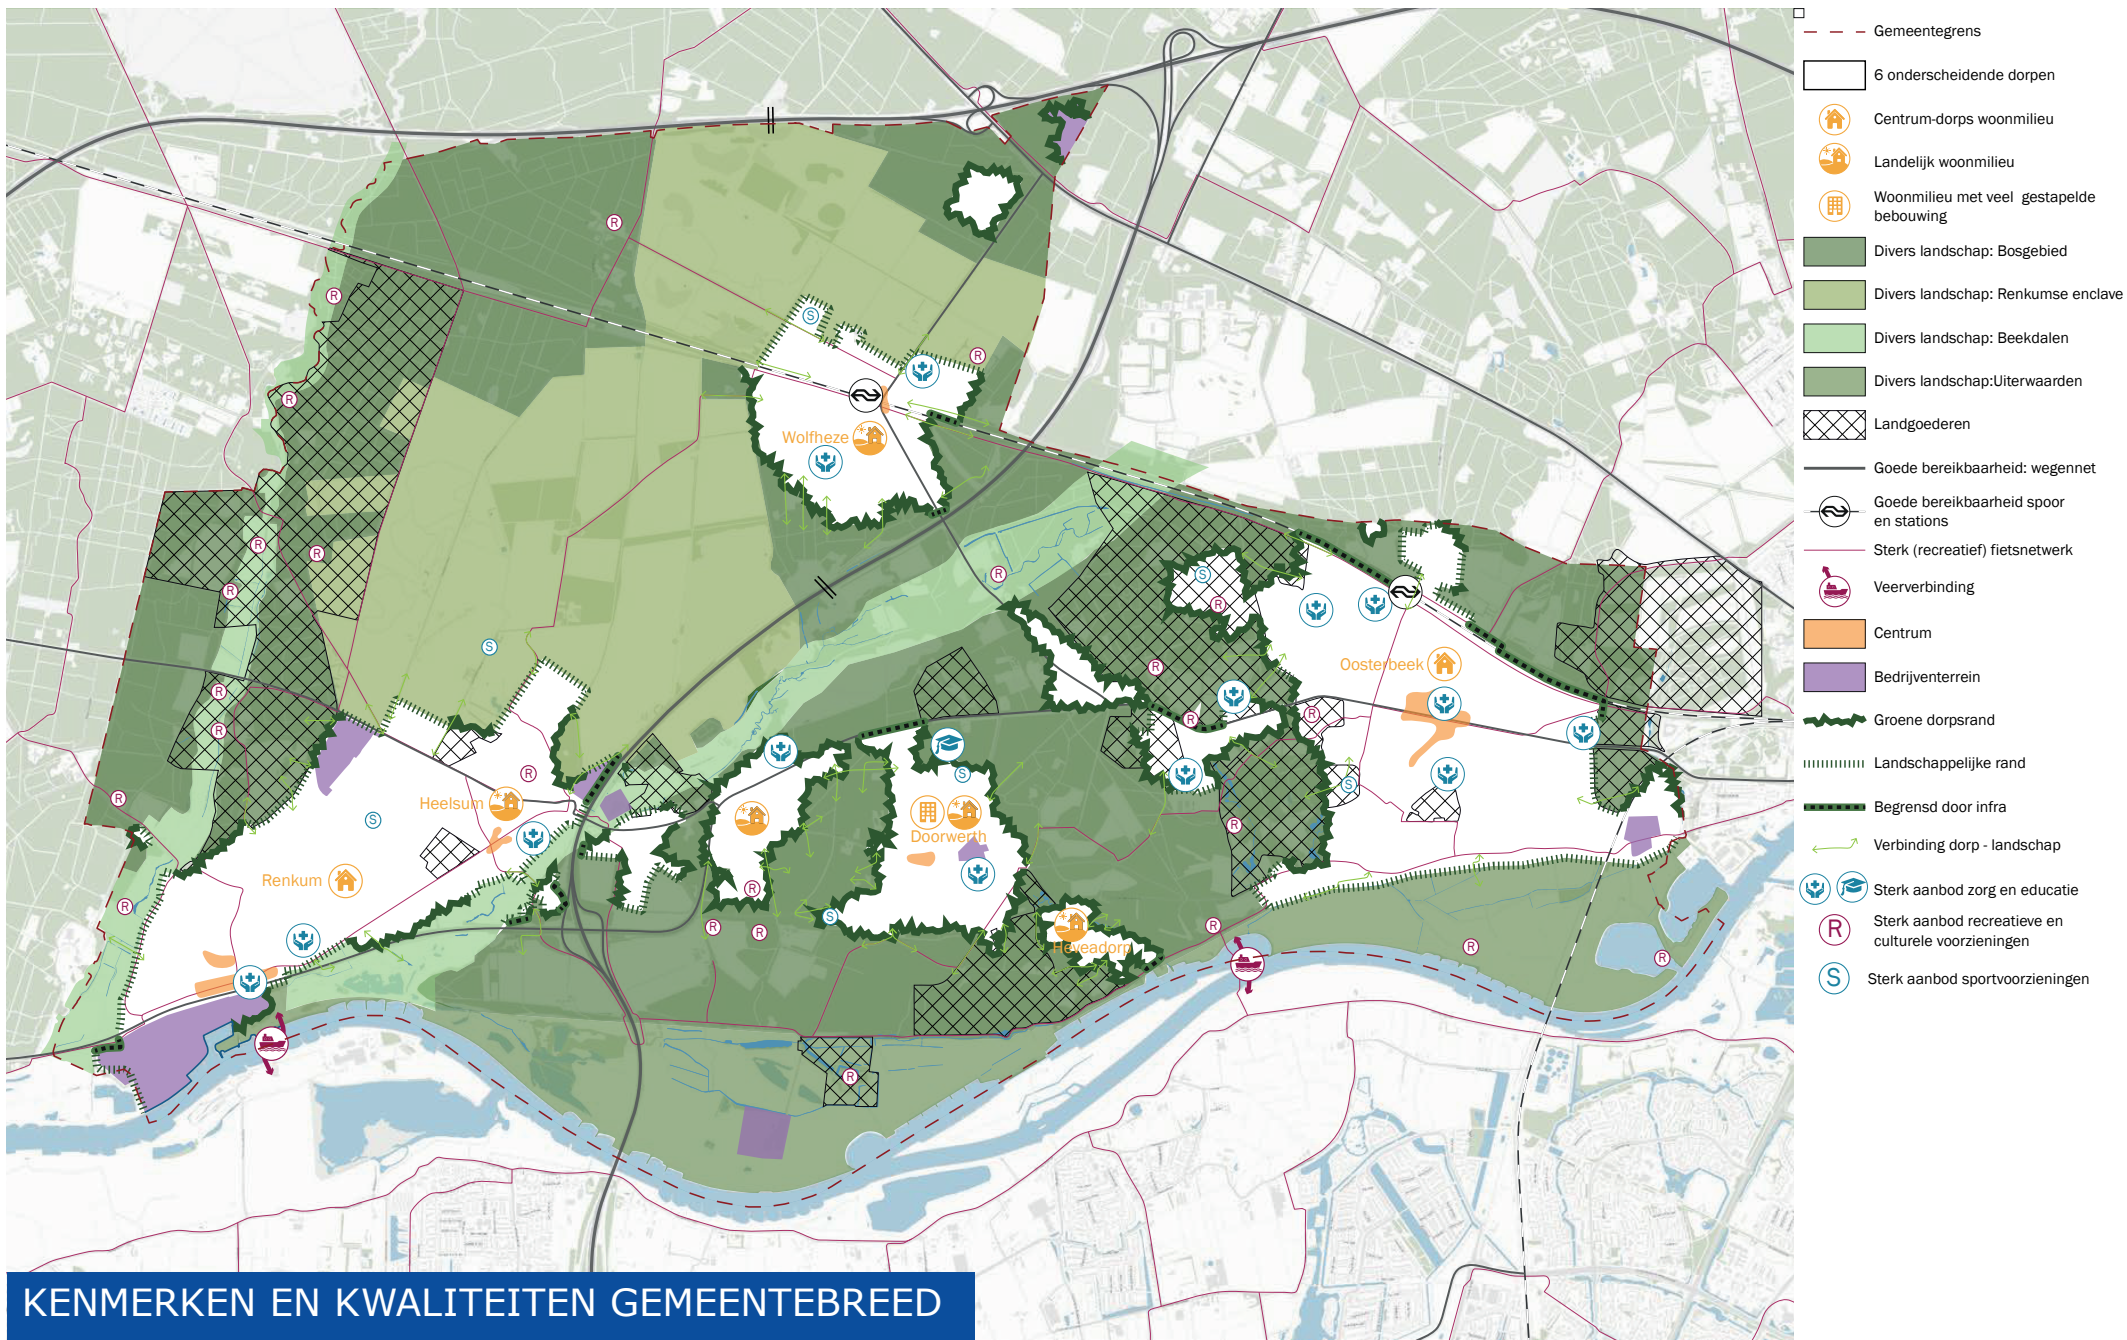 Gemeentegrens
6 onderscheidende dorpen
Centrum-dorps woonmilieu
Landelijk woonmilieu
Woonmilieu met veel gestapelde
bebouwing
Divers landschap: Bosgebied
Divers landschap: Renkumse enclave
Divers landschap: Beekdalen
Divers landschap:Uiterwaarden
Landgoederen
Goede bereikbaarheid: wegennet
Goede bereikbaarheid spoor
en stations
Sterk (recreatief) fietsnetwerk
Veerverbinding
Centrum
Bedrijventerrein
Groene dorpsrand
Landschappelijke rand
Begrensd door infra
Verbinding dorp - landschap
Sterk aanbod zorg en educatie
R
Sterk aanbod recreatieve en
culturele voorzieningen
S
Sterk aanbod sportvoorzieningen
Wolfheze
Oosterbeek
Heelsum
Doorwerth
Renkum
Heveadorp
KENMERKEN EN KWALITEITEN GEMEENTEBREED